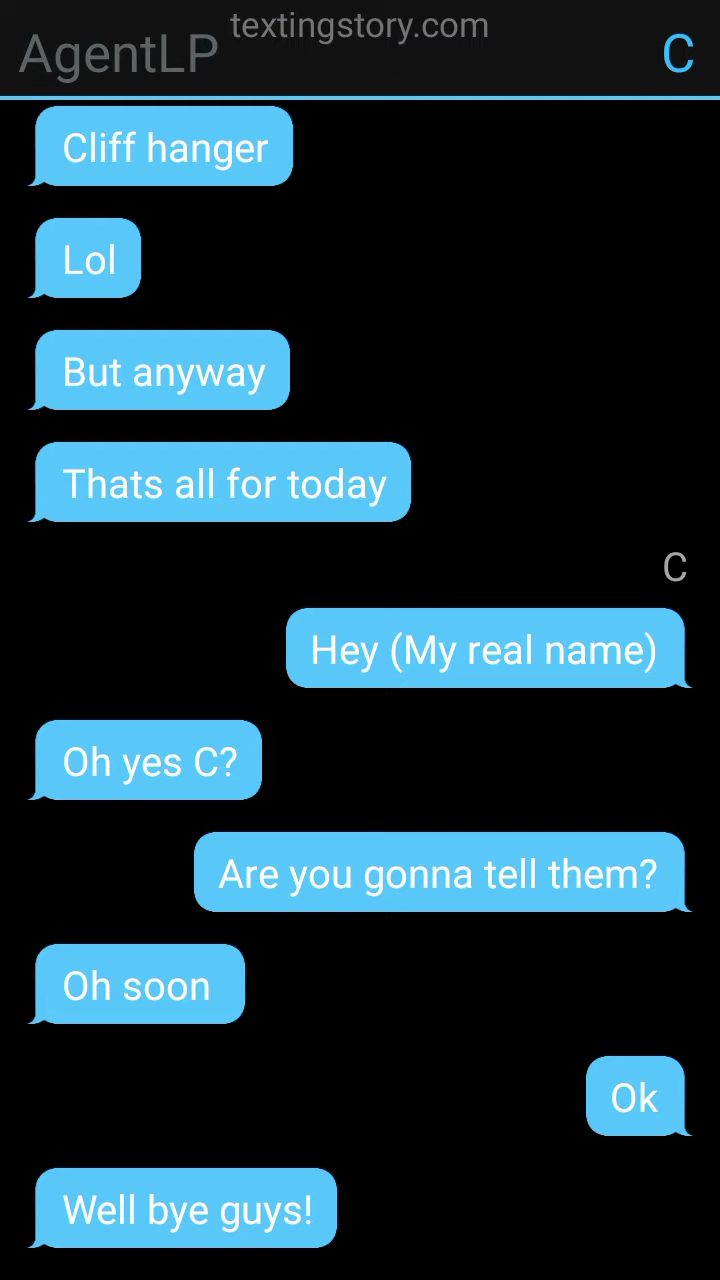 textingstory.com
AgentLP
C
Cliff hanger
Lol
But anyway
Thats all for today
C
Hey (My real name)
Oh yes C?
Are you gonna tell them?
Oh soon
Ok
Well bye guys!